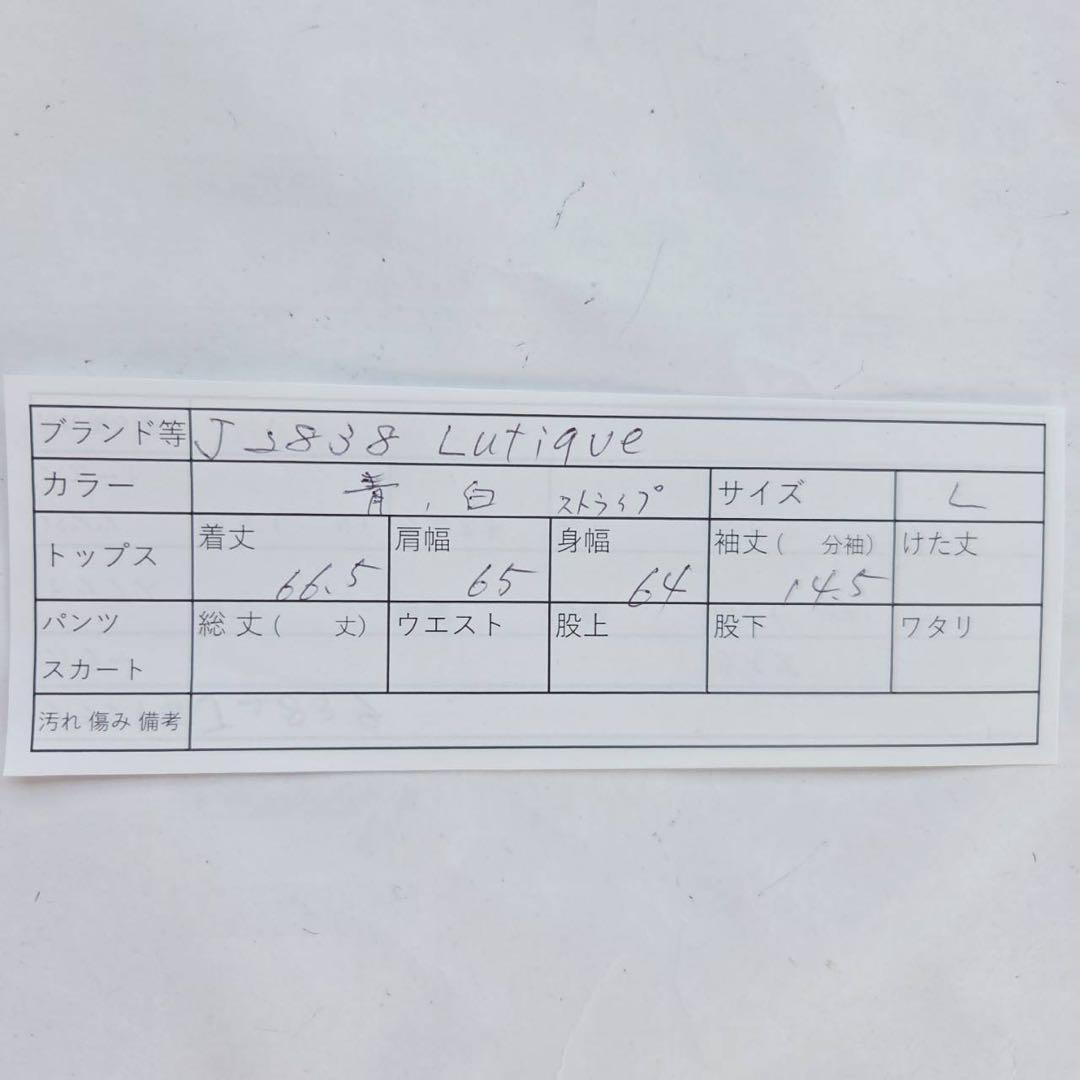 ブランド等 J3838 Lutique
カラー 青、白 ストライプ サイズ L
トップス 着丈 66.5 肩幅 65 身幅 64 袖丈( 分袖) 14.5 けた丈
パンツ スカート 総丈( 丈) ウエスト 股上 股下 ワタリ
汚れ 傷み 備考